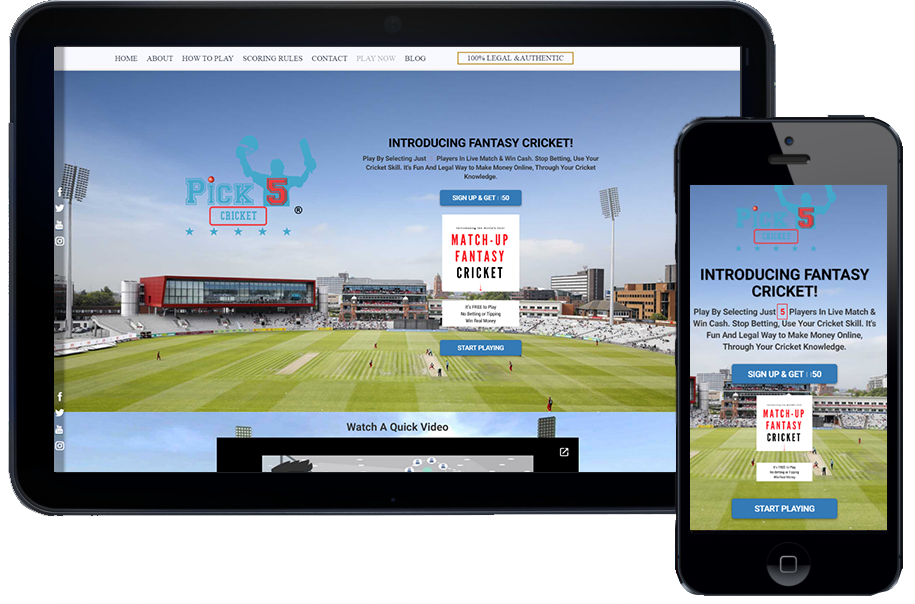 HOME ABOUT HOW TO PLAY SCORING RULES CONTACT PLAY NOW BLOG 100% LEGAL &AUTHENTIC
PicK 5
CRICKET
®
INTRODUCING FANTASY CRICKET!
Play By Selecting Just Players In Live Match & Win Cash. Stop Betting, Use Your
Cricket Skill. It's Fun And Legal Way to Make Money Online, Through Your Cricket
Knowledge.
SIGN UP & GET 50
MATCH-UP
FANTASY
CRICKET
It's FREE to Play
No Betting or Tipping
Win Real Money
START PLAYING
Watch A Quick Video
PicK 5
CRICKET
INTRODUCING FANTASY
CRICKET!
Play By Selecting Just 5 Players In Live Match &
Win Cash. Stop Betting, Use Your Cricket Skill. It's
Fun And Legal Way to Make Money Online,
Through Your Cricket Knowledge.
SIGN UP & GET 50
MATCH-UP
FANTASY
CRICKET
It's FREE to Play
No Betting or Tipping
Win Real Money
START PLAYING